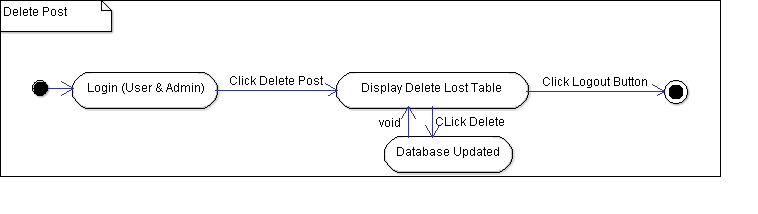 Delete Post
Login (User & Admin)
Click Delete Post
Display Delete Lost Table
Click Logout Button
void
CLick Delete
Database Updated